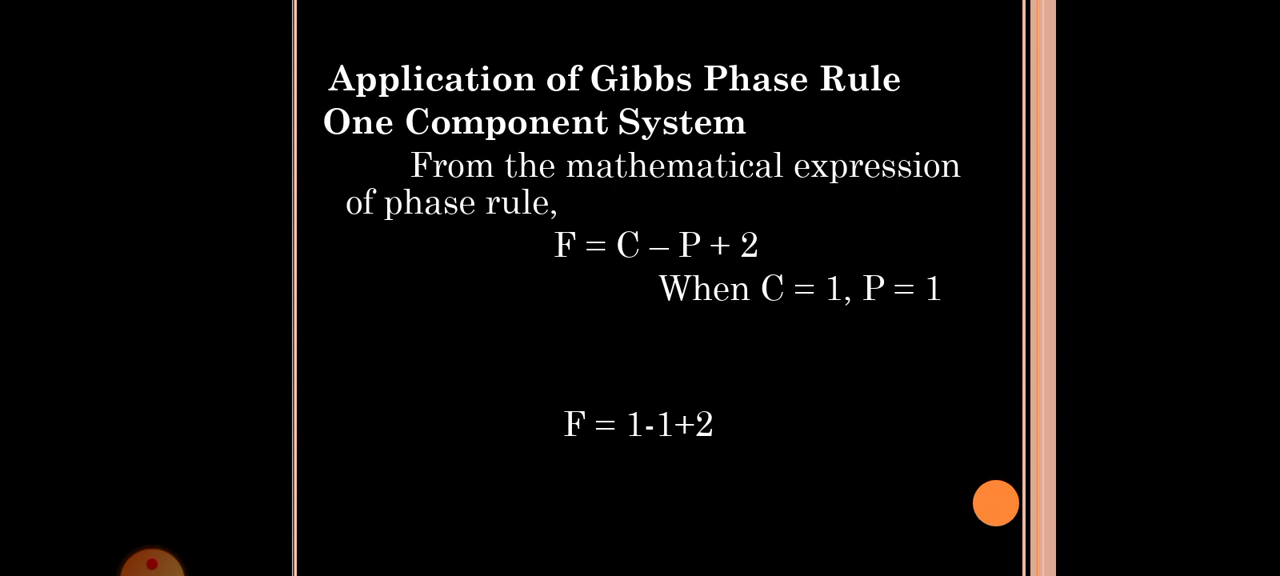 Application of Gibbs Phase Rule
One Component System
From the mathematical expression
of phase rule,
F = C – P + 2
When C = 1, P = 1
F = 1-1+2